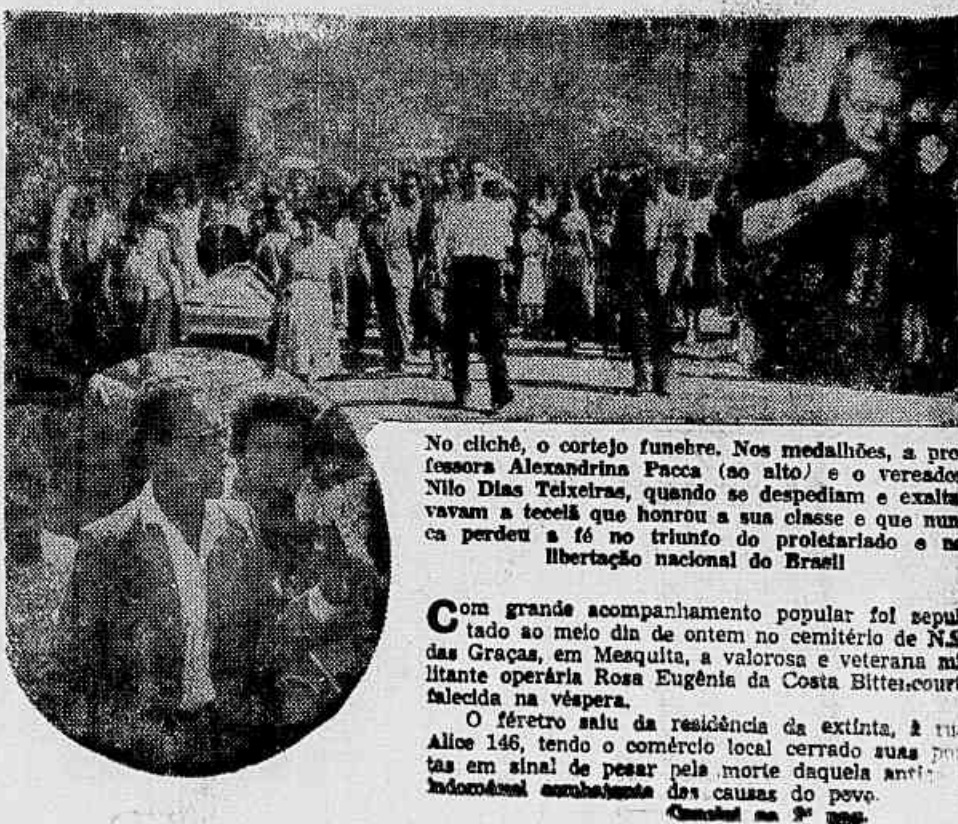 No clichê, o cortejo funebre. Nos medalhões, a pro
fessora Alexandrina Pacca (ao alto) e o vereado
Nilo Dias Teixeiras, quando se despediam e exalta
vavam a tecelã que honrou a sua classe e que nun
ca perdeu a fé no triunfo do proletariado e n
libertação nacional do Brasil
Com grande acompanhamento popular foi sepul
tado ao meio dia de ontem no cemitério de N.S
das Graças, em Mesquita, a valorosa e veterana mi
litante operária Rosa Eugênia da Costa Bittencourt
falecida na véspera.
O féretro saiu da residência da extinta, à
Alice 146, tendo o comércio local cerrado suas
tas em sinal de pesar pela morte daquela
das causas do povo.